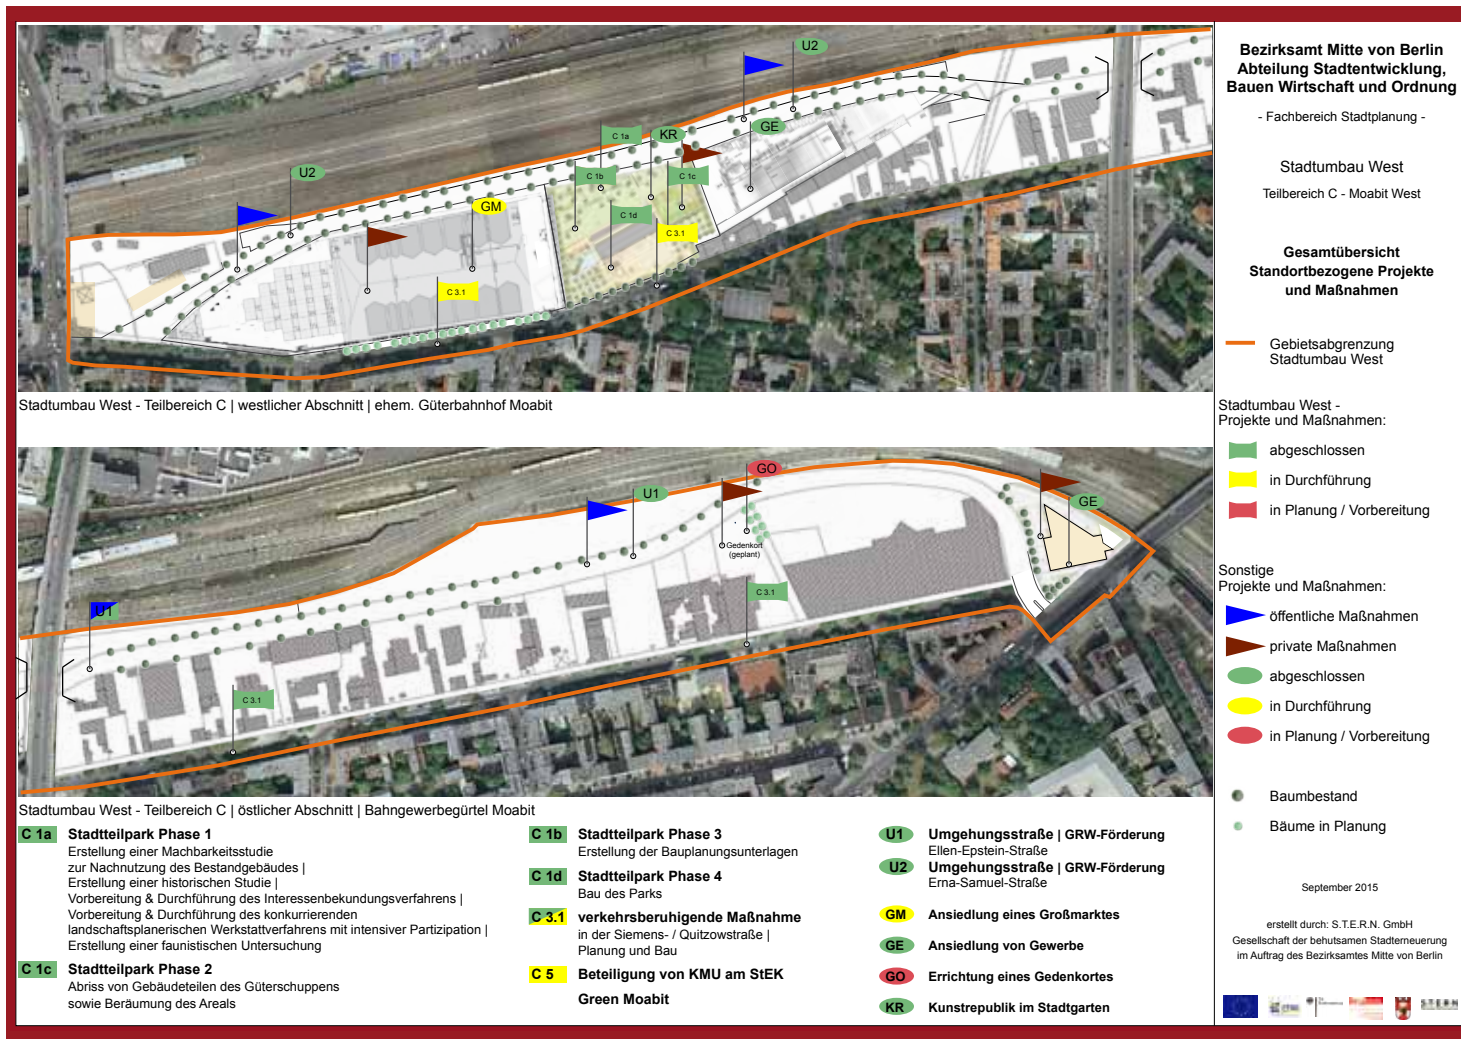 U2
C 1a
KR
GE
U2
C 1b
C 1c
GM
C 1d
C 3.1
C 3.1
Stadtumbau West - Teilbereich C | westlicher Abschnitt | ehem. Güterbahnhof Moabit
GO
U1
GE
Gedenkort
(geplant)
C 3.1
U1
C 3.1
Stadtumbau West - Teilbereich C | östlicher Abschnitt | Bahngewerbegürtel Moabit
C 1a Stadtteilpark Phase 1
Erstellung einer Machbarkeitsstudie
zur Nachnutzung des Bestandgebäudes |
Erstellung einer historischen Studie |
Vorbereitung & Durchführung des Interessenbekundungsverfahrens |
Vorbereitung & Durchführung des konkurrierenden
landschaftsplanerischen Werkstattverfahrens mit intensiver Partizipation |
Erstellung einer faunistischen Untersuchung
C 1c Stadtteilpark Phase 2
Abriss von Gebäudeteilen des Güterschuppens
sowie Beräumung des Areals
C 1b Stadtteilpark Phase 3
Erstellung der Bauplanungsunterlagen
C 1d Stadtteilpark Phase 4
Bau des Parks
C 3.1 verkehrsberuhigende Maßnahme
in der Siemens- / Quitzowstraße |
Planung und Bau
C 5 Beteiligung von KMU am StEK
Green Moabit
U1 Umgehungsstraße | GRW-Förderung
Ellen-Epstein-Straße
U2 Umgehungsstraße | GRW-Förderung
Erna-Samuel-Straße
GM Ansiedlung eines Großmarktes
GE Ansiedlung von Gewerbe
GO Errichtung eines Gedenkortes
KR Kunstrepublik im Stadtgarten
Bezirksamt Mitte von Berlin
Abteilung Stadtentwicklung,
Bauen Wirtschaft und Ordnung
- Fachbereich Stadtplanung -
Stadtumbau West
Teilbereich C - Moabit West
Gesamtübersicht
Standortbezogene Projekte
und Maßnahmen
Gebietsabgrenzung
Stadtumbau West
Stadtumbau West -
Projekte und Maßnahmen:
abgeschlossen
in Durchführung
in Planung / Vorbereitung
Sonstige
Projekte und Maßnahmen:
öffentliche Maßnahmen
private Maßnahmen
abgeschlossen
in Durchführung
in Planung / Vorbereitung
Baumbestand
Bäume in Planung
September 2015
erstellt durch: S.T.E.R.N. GmbH
Gesellschaft der behutsamen Stadterneuerung
im Auftrag des Bezirksamtes Mitte von Berlin
STERN